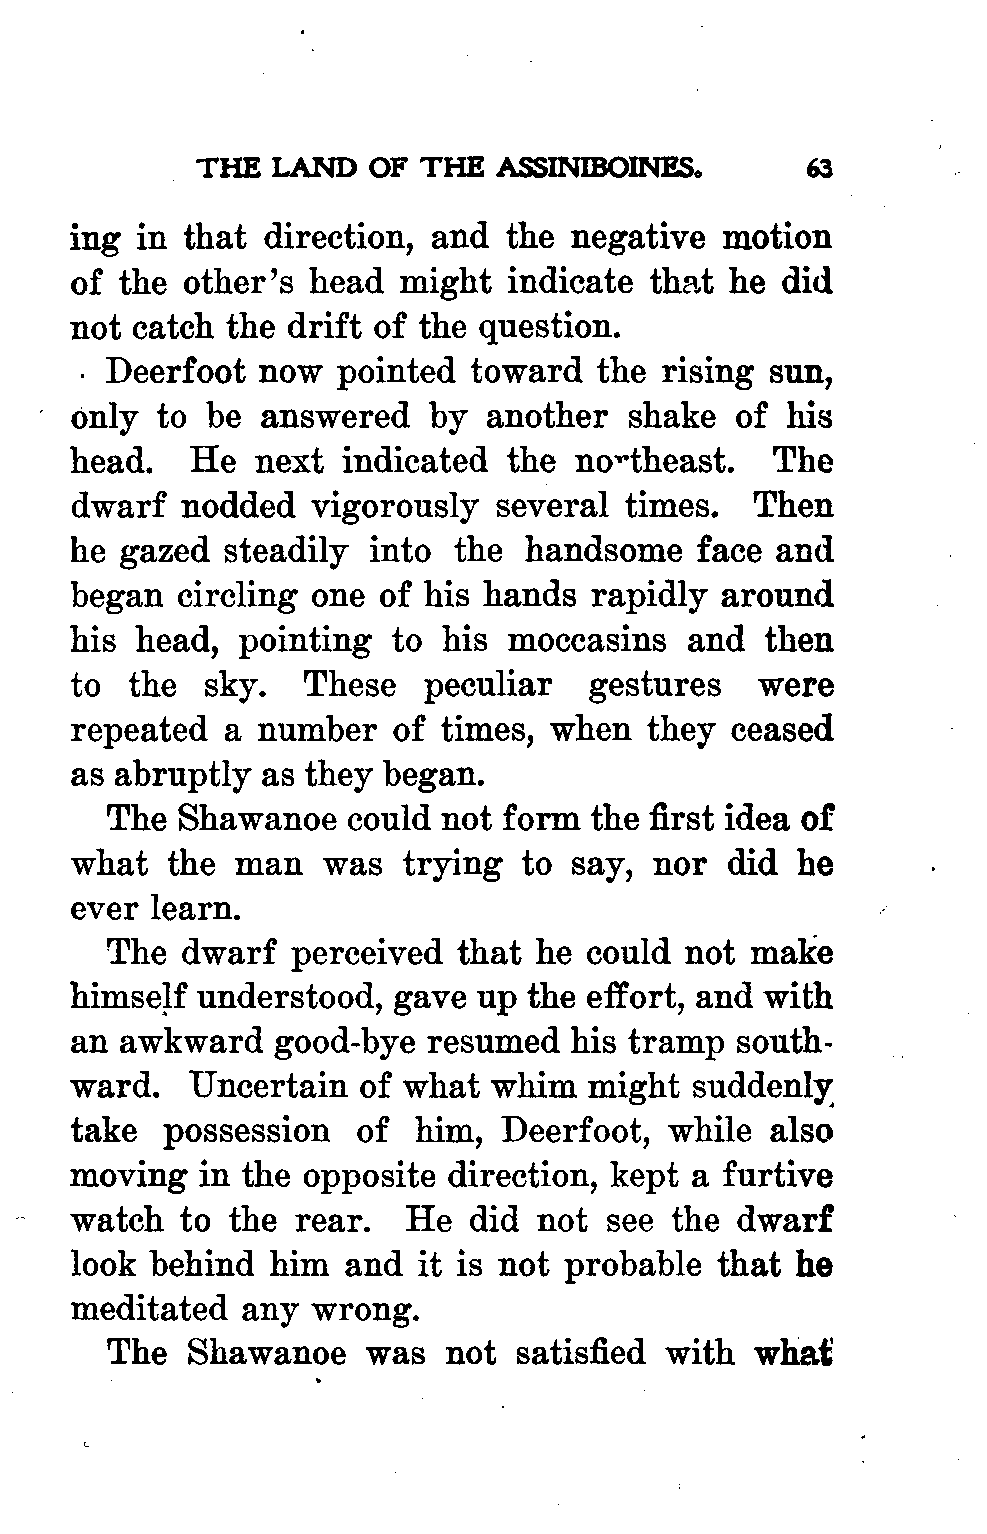 THE LAND OF THE ASSINIBOINES. 63
ing in that direction, and the negative motion
of the other's head might indicate that he did
not catch the drift of the question.
Deerfoot now pointed toward the rising sun,
only to be answered by another shake of his
head. He next indicated the northeast. The
dwarf nodded vigorously several times. Then
he gazed steadily into the handsome face and
began circling one of his hands rapidly around
his head, pointing to his moccasins and then
to the sky. These peculiar gestures were
repeated a number of times, when they ceased
as abruptly as they began.
The Shawanoe could not form the first idea of
what the man was trying to say, nor did he
ever learn.
The dwarf perceived that he could not make
himself understood, gave up the effort, and with
an awkward good-bye resumed his tramp south-
ward. Uncertain of what whim might suddenly
take possession of him, Deerfoot, while also
moving in the opposite direction, kept a furtive
watch to the rear. He did not see the dwarf
look behind him and it is not probable that he
meditated any wrong.
The Shawanoe was not satisfied with what